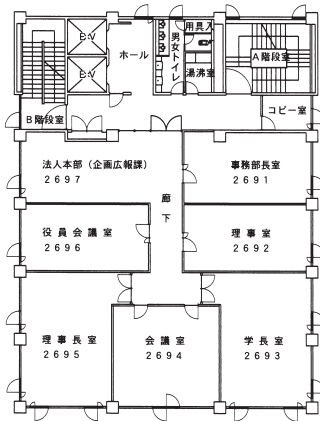 用具入
E.V
ホール
男女トイレ
A階段室
E.V
湯沸室
B階段室
コピー室
法人本部(企画広報課)
2697
事務部長室
2691
廊下
役員会議室
2696
理事室
2692
理事長室
2695
会議室
2694
学長室
2693